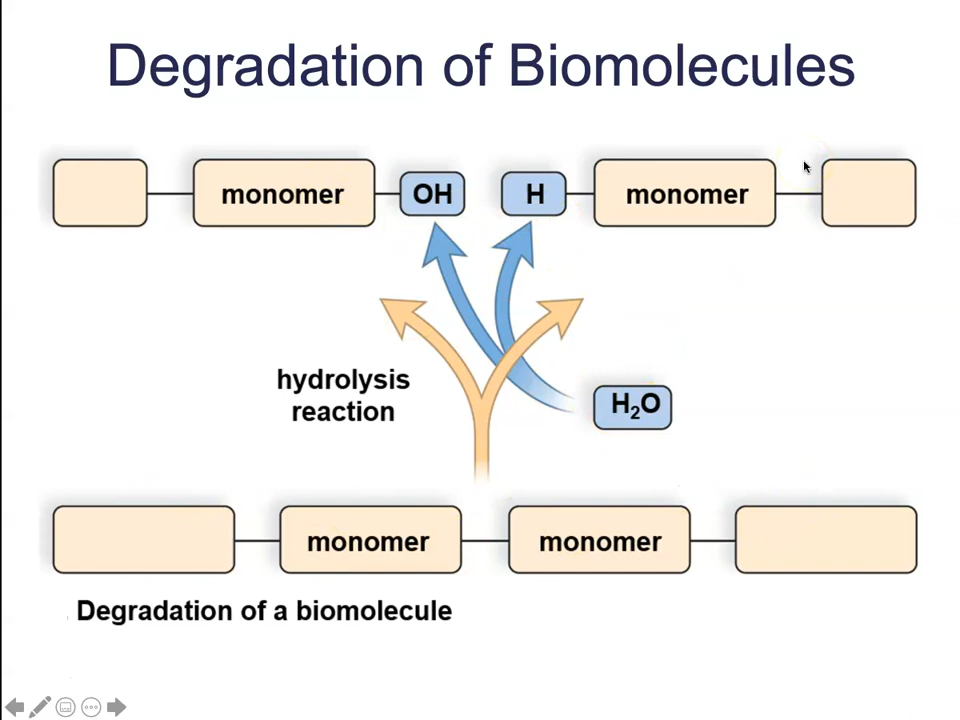 Degradation of Biomolecules
monomer OH H monomer
hydrolysis
reaction
H₂O
monomer monomer
Degradation of a biomolecule